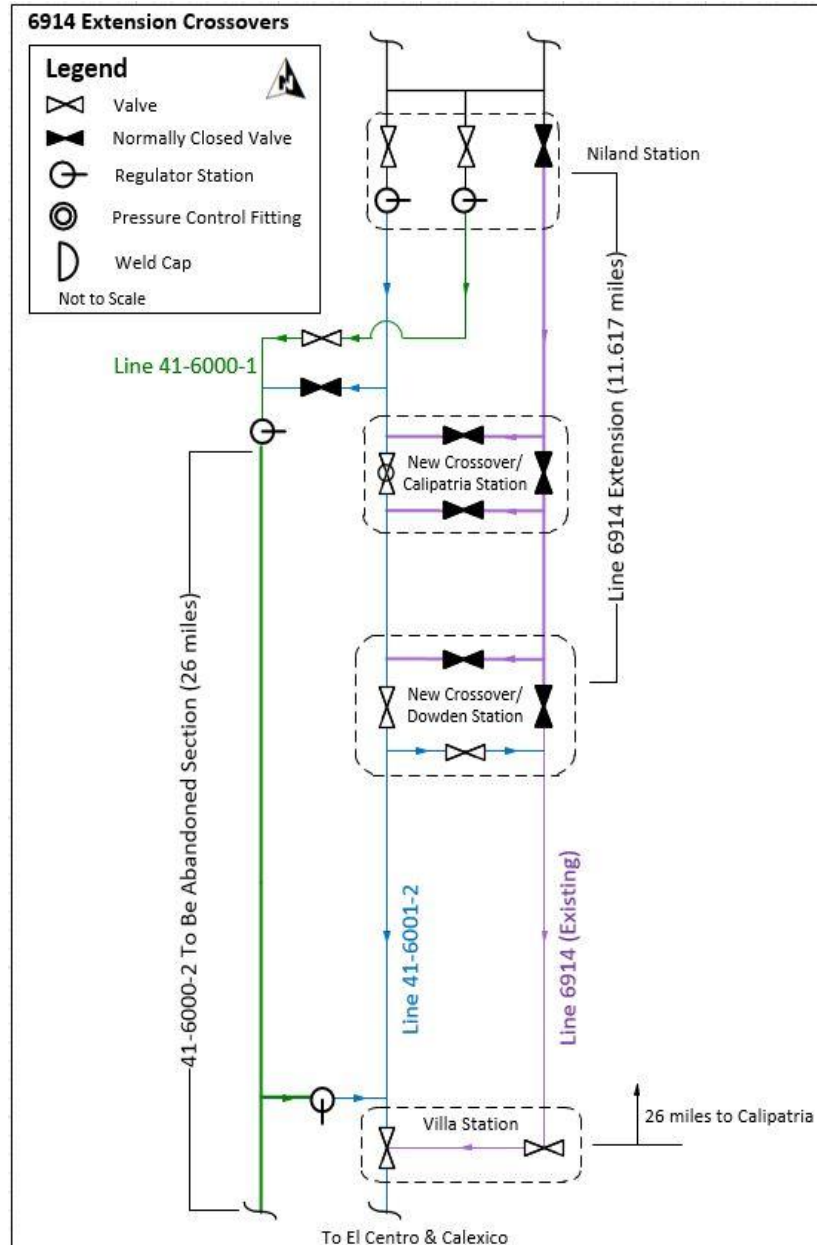 6914 Extension Crossovers
Legend
N
Valve
Normally Closed Valve
Regulator Station
Pressure Control Fitting
Weld Cap
Not to Scale
Niland Station
Line 41-6000-1
Line 6914 Extension (11.617 miles)
New Crossover/
Calipatria Station
41-6000-2 To Be Abandoned Section (26 miles)
New Crossover/
Dowden Station
Line 41-6001-2
Line 6914 (Existing)
Villa Station
26 miles to Calipatria
To El Centro & Calexico